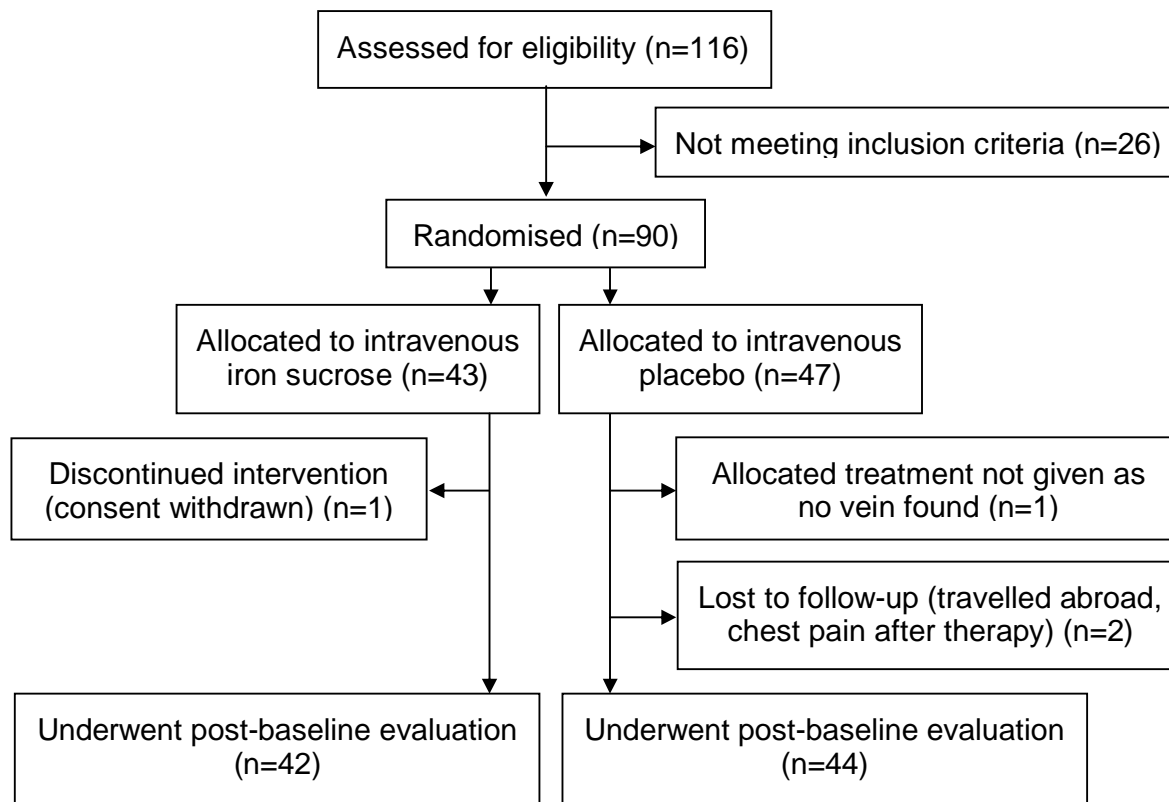 Assessed for eligibility (n=116)
Not meeting inclusion criteria (n=26)
Randomised (n=90)
Allocated to intravenous
iron sucrose (n=43)
Allocated to intravenous
placebo (n=47)
Discontinued intervention
(consent withdrawn) (n=1)
Allocated treatment not given as
no vein found (n=1)
Lost to follow-up (travelled abroad,
chest pain after therapy) (n=2)
Underwent post-baseline evaluation
(n=42)
Underwent post-baseline evaluation
(n=44)